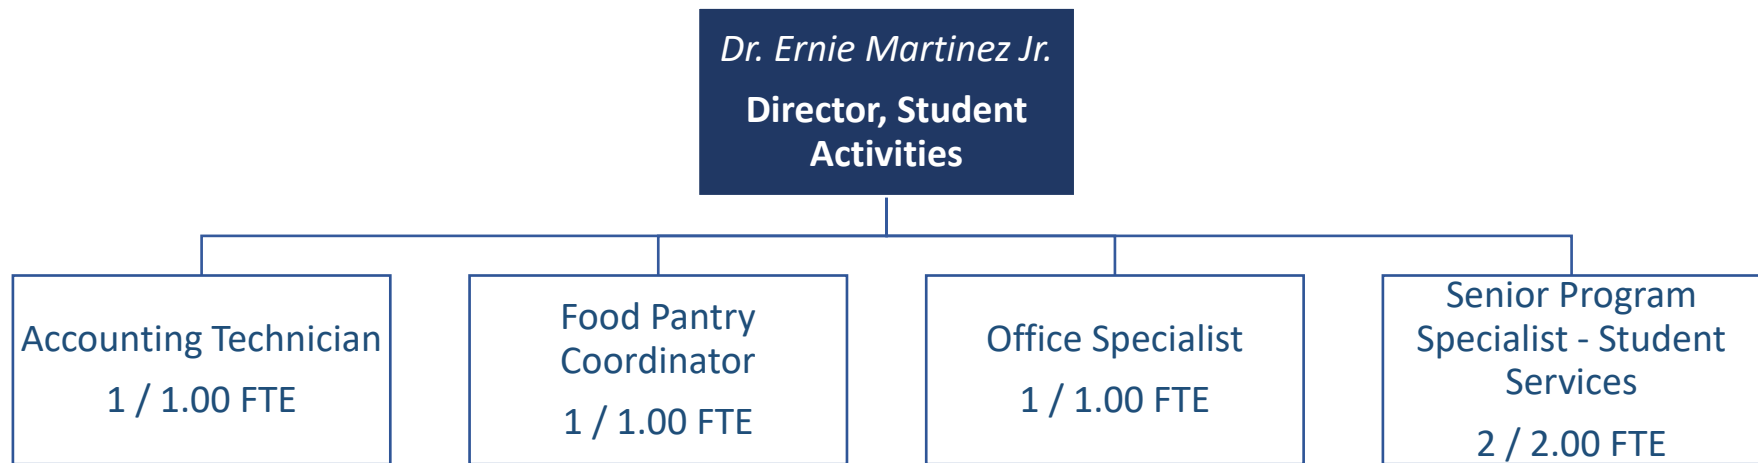 Dr. Ernie Martinez Jr.
Director, Student
Activities
Accounting Technician
1 / 1.00 FTE
Food Pantry
Coordinator
1 / 1.00 FTE
Office Specialist
1 / 1.00 FTE
Senior Program
Specialist - Student
Services
2 / 2.00 FTE